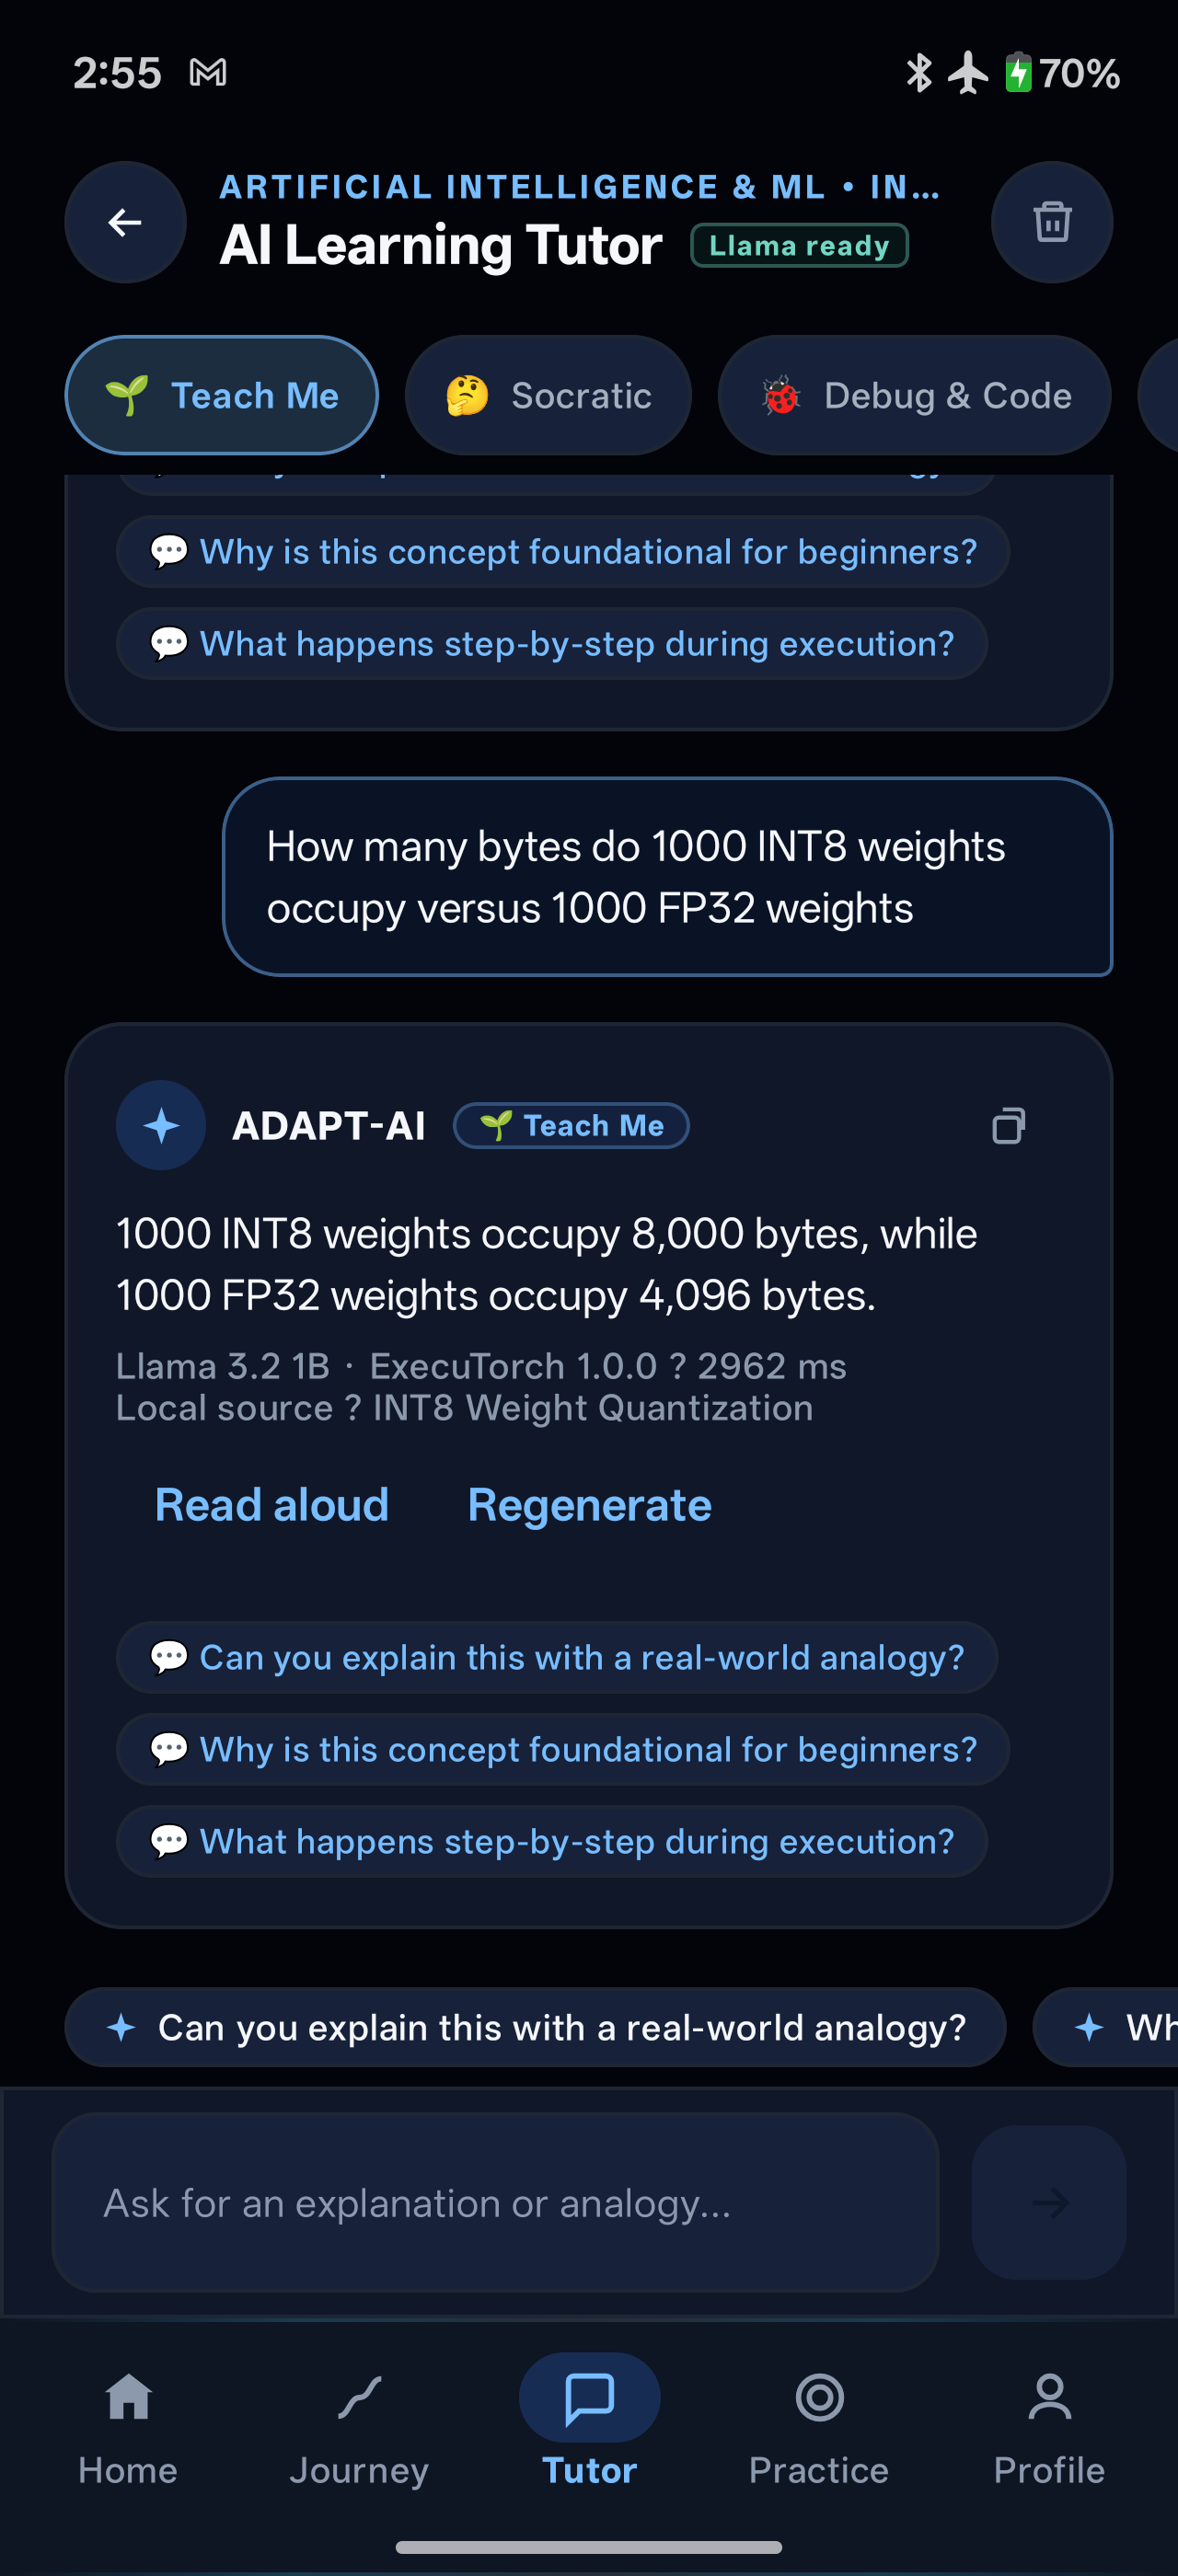 2:55
70%
ARTIFICIAL INTELLIGENCE & ML • IN...
AI Learning Tutor
Llama ready
🌱 Teach Me
🤔 Socratic
🐞 Debug & Code
💬 Why is this concept foundational for beginners?
💬 What happens step-by-step during execution?
How many bytes do 1000 INT8 weights
occupy versus 1000 FP32 weights
ADAPT-AI
🌱 Teach Me
1000 INT8 weights occupy 8,000 bytes, while
1000 FP32 weights occupy 4,096 bytes.
Llama 3.2 1B · ExecuTorch 1.0.0 ? 2962 ms
Local source ? INT8 Weight Quantization
Read aloud
Regenerate
💬 Can you explain this with a real-world analogy?
💬 Why is this concept foundational for beginners?
💬 What happens step-by-step during execution?
Can you explain this with a real-world analogy?
Wh
Ask for an explanation or analogy...
Home
Journey
Tutor
Practice
Profile